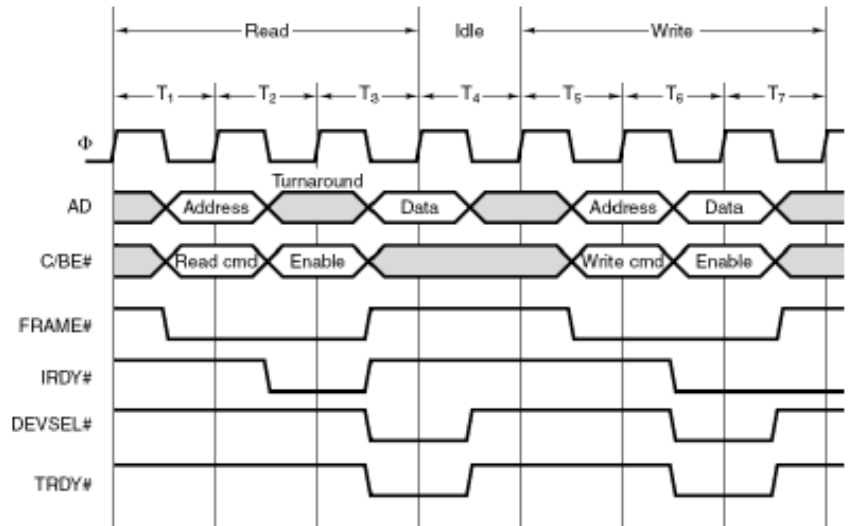 Read Idle Write
T1 T2 T3 T4 T5 T6 T7
Φ
Turnaround
AD Address Data Address Data
C/BE# Read cmd Enable Write cmd Enable
FRAME#
IRDY#
DEVSEL#
TRDY#